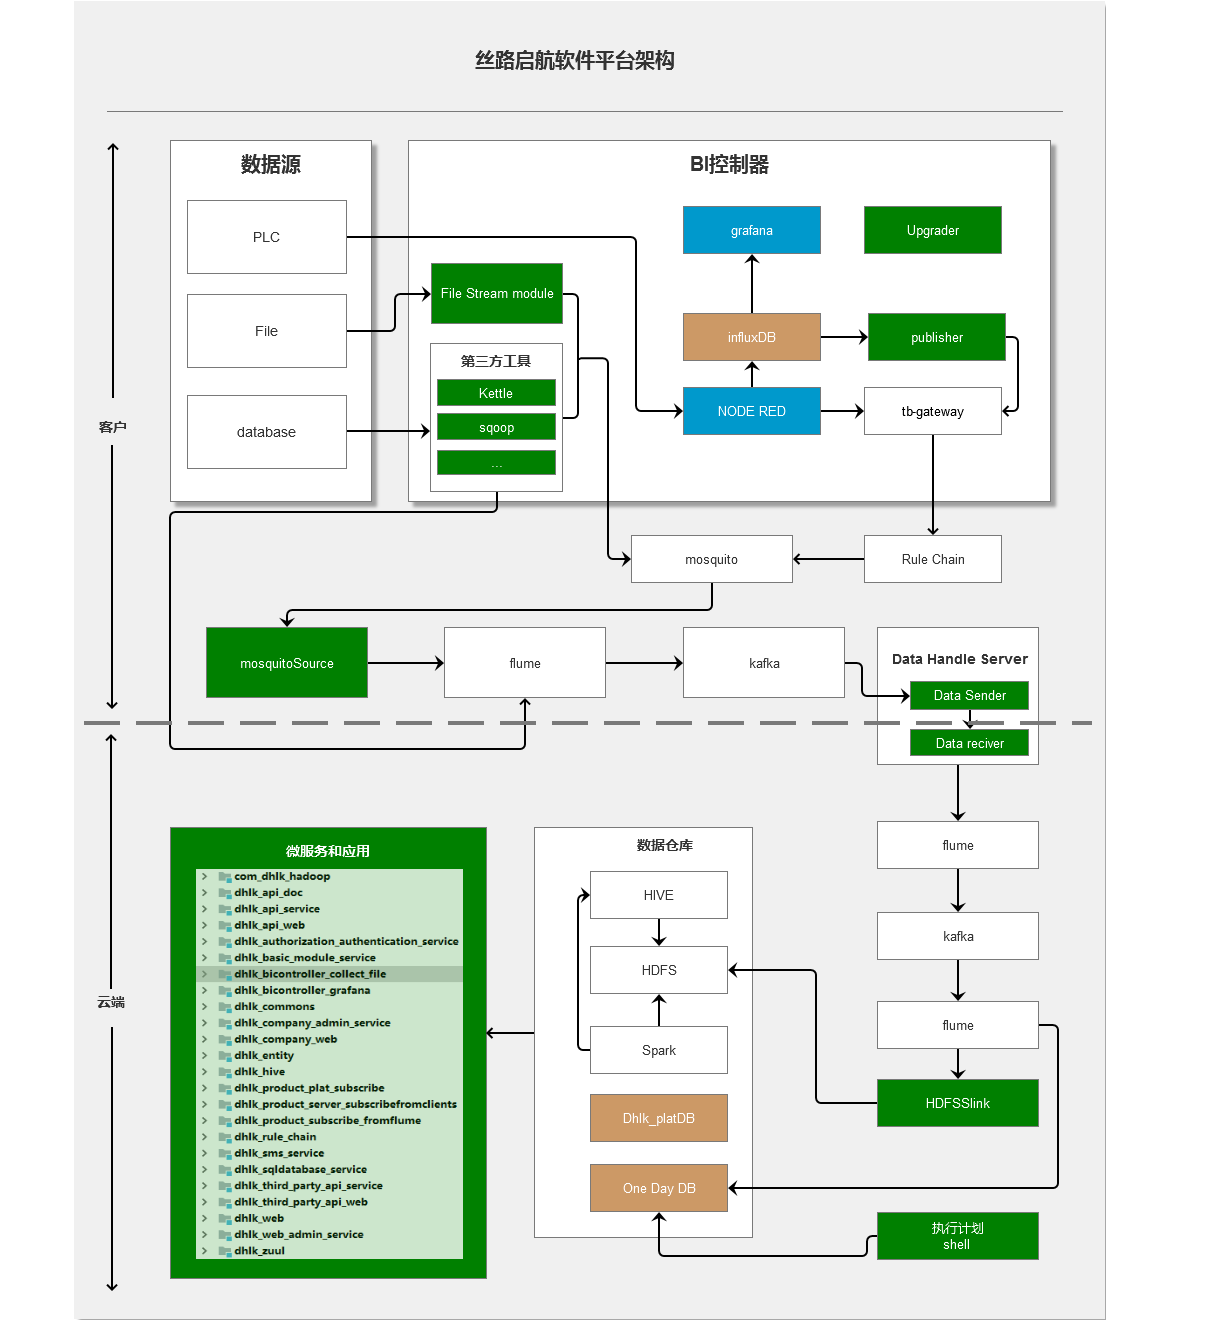 丝路启航软件平台架构
数据源
PLC
File
database
BI控制器
grafana
Upgrader
File Stream module
influxDB
publisher
第三方工具
Kettle
sqoop
...
NODE RED
tb-gateway
客户
mosquito
Rule Chain
mosquitoSource
flume
kafka
Data Handle Server
Data Sender
Data reciver
云端
微服务和应用
com_dhlk_hadoop
dhlk_api_doc
dhlk_api_service
dhlk_api_web
dhlk_authorization_authentication_service
dhlk_basic_module_service
dhlk_bicontroller_collect_file
dhlk_bicontroller_grafana
dhlk_commons
dhlk_company_admin_service
dhlk_company_web
dhlk_entity
dhlk_hive
dhlk_product_plat_subscribe
dhlk_product_server_subscribefromclients
dhlk_product_subscribe_fromflume
dhlk_rule_chain
dhlk_sms_service
dhlk_sqldatabase_service
dhlk_third_party_api_service
dhlk_third_party_api_web
dhlk_web
dhlk_web_admin_service
dhlk_zuul
数据仓库
HIVE
HDFS
Spark
Dhlk_platDB
One Day DB
flume
kafka
flume
HDFSSlink
执行计划
shell